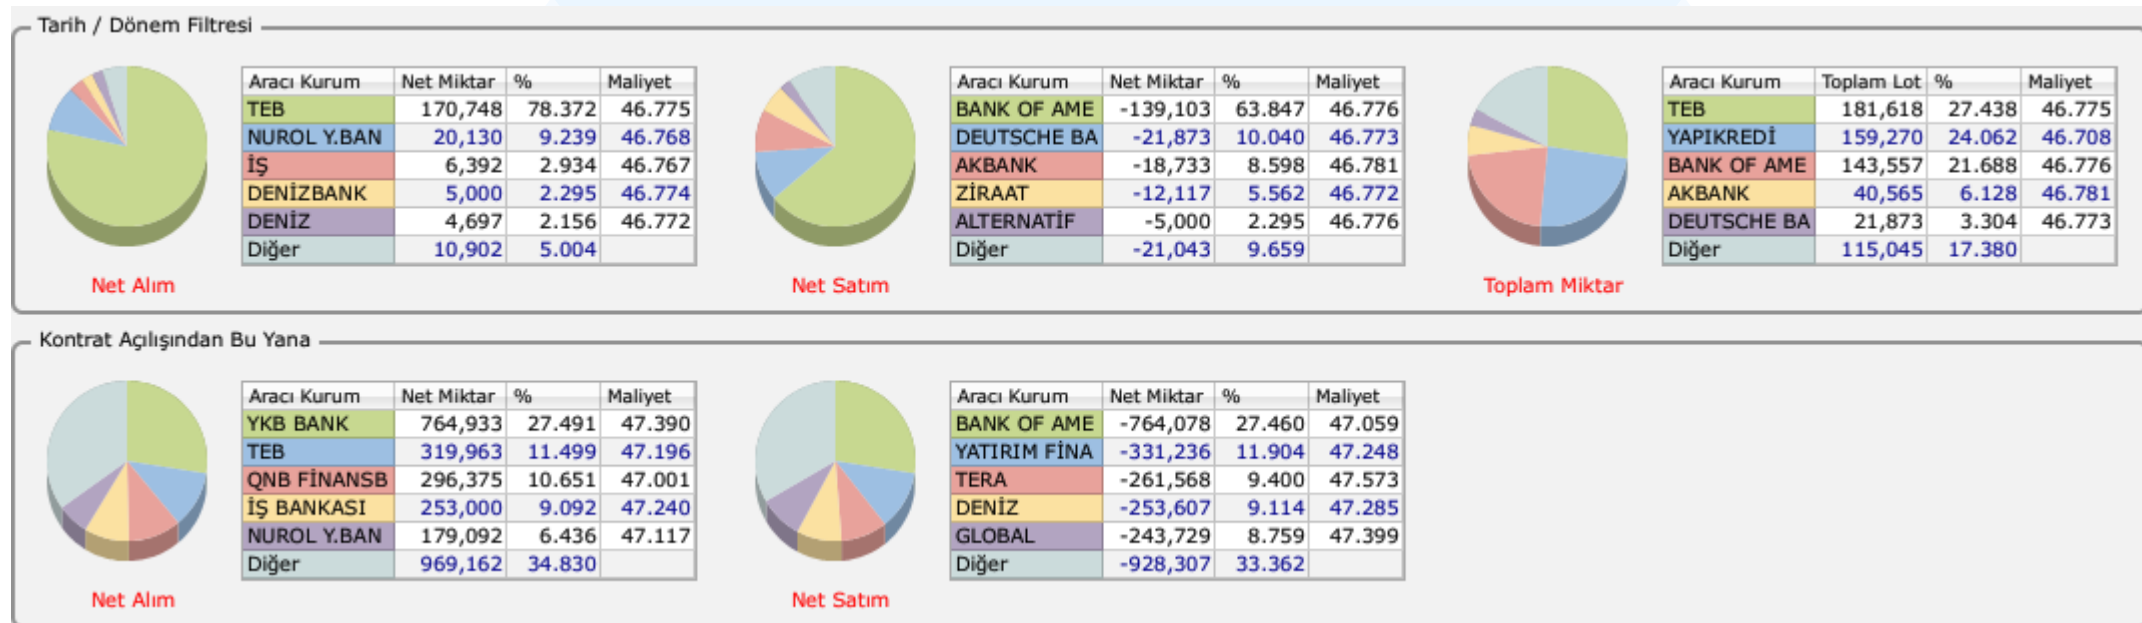 Tarih / Dönem Filtresi
Aracı Kurum Net Miktar % Maliyet
TEB 170,748 78.372 46.775
NUROL Y.BAN 20,130 9.239 46.768
İŞ 6,392 2.934 46.767
DENİZBANK 5,000 2.295 46.774
DENİZ 4,697 2.156 46.772
Diğer 10,902 5.004
Net Alım
Aracı Kurum Net Miktar % Maliyet
BANK OF AME -139,103 63.847 46.776
DEUTSCHE BA -21,873 10.040 46.773
AKBANK -18,733 8.598 46.781
ZİRAAT -12,117 5.562 46.772
ALTERNATİF -5,000 2.295 46.776
Diğer -21,043 9.659
Net Satım
Aracı Kurum Toplam Lot % Maliyet
TEB 181,618 27.438 46.775
YAPIKREDİ 159,270 24.062 46.708
BANK OF AME 143,557 21.688 46.776
AKBANK 40,565 6.128 46.781
DEUTSCHE BA 21,873 3.304 46.773
Diğer 115,045 17.380
Toplam Miktar
Kontrat Açılışından Bu Yana
Aracı Kurum Net Miktar % Maliyet
YKB BANK 764,933 27.491 47.390
TEB 319,963 11.499 47.196
QNB FİNANSB 296,375 10.651 47.001
İŞ BANKASI 253,000 9.092 47.240
NUROL Y.BAN 179,092 6.436 47.117
Diğer 969,162 34.830
Net Alım
Aracı Kurum Net Miktar % Maliyet
BANK OF AME -764,078 27.460 47.059
YATIRIM FİNA -331,236 11.904 47.248
TERA -261,568 9.400 47.573
DENİZ -253,607 9.114 47.285
GLOBAL -243,729 8.759 47.399
Diğer -928,307 33.362
Net Satım